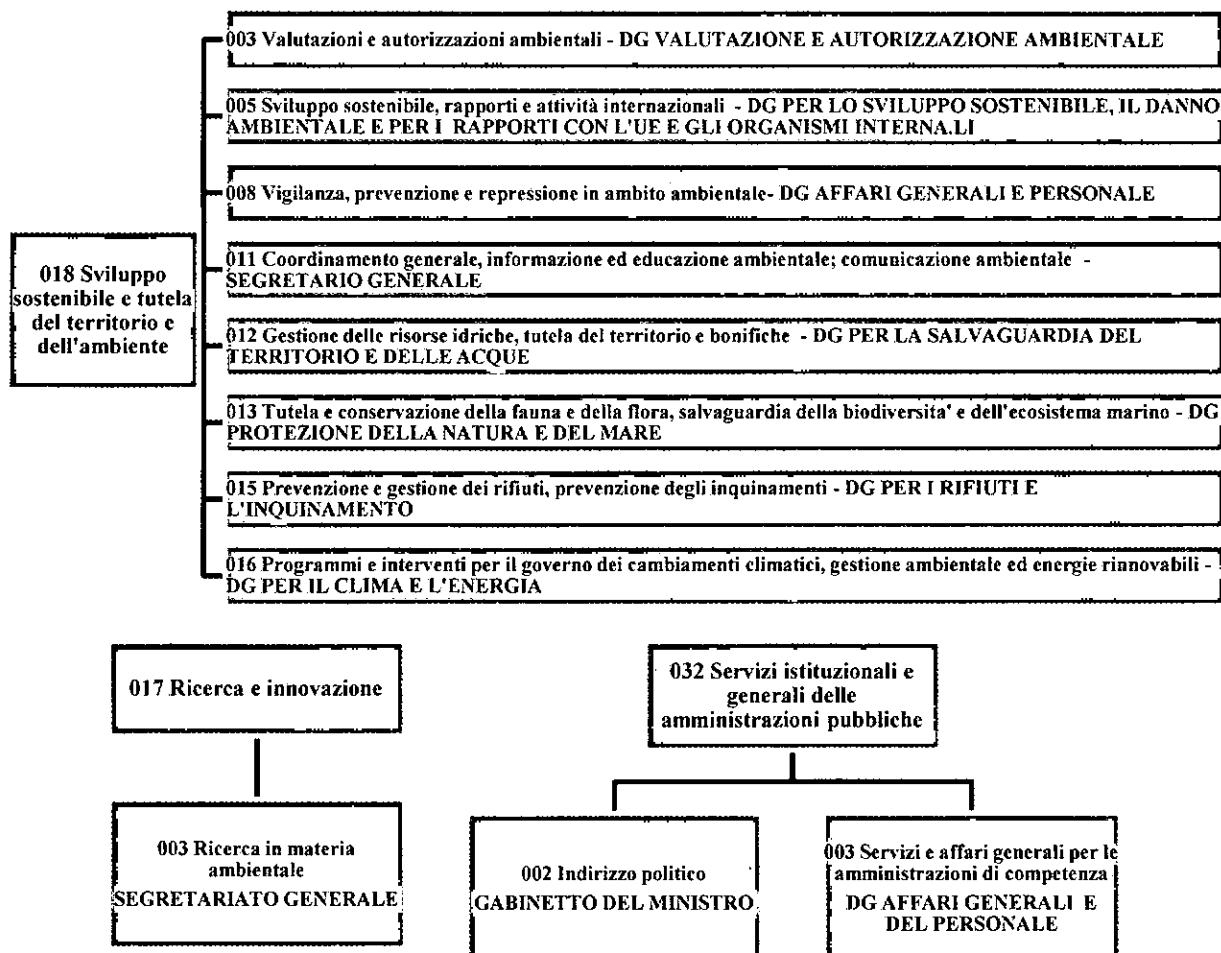 003 Valutazioni e autorizzazioni ambientali - DG VALUTAZIONE E AUTORIZZAZIONE AMBIENTALE
005 Sviluppo sostenibile, rapporti e attività internazionali - DG PER LO SVILUPPO SOSTENIBILE, IL DANNO
AMBIENTALE E PER I RAPPORTI CON L'UE E GLI ORGANISMI INTERNA.LI
008 Vigilanza, prevenzione e repressione in ambito ambientale- DG AFFARI GENERALI E PERSONALE
018 Sviluppo
sostenibile e tutela
del territorio e
dell'ambiente
011 Coordinamento generale, informazione ed educazione ambientale; comunicazione ambientale -
SEGRETARIO GENERALE
012 Gestione delle risorse idriche, tutela del territorio e bonifiche - DG PER LA SALVAGUARDIA DEL
TERRITORIO E DELLE ACQUE
013 Tutela e conservazione della fauna e della flora, salvaguardia della biodiversita' e dell'ecosistema marino - DG
PROTEZIONE DELLA NATURA E DEL MARE
015 Prevenzione e gestione dei rifiuti, prevenzione degli inquinamenti - DG PER I RIFIUTI E
L'INQUINAMENTO
016 Programmi e interventi per il governo dei cambiamenti climatici, gestione ambientale ed energie rinnovabili -
DG PER IL CLIMA E L'ENERGIA
017 Ricerca e innovazione
032 Servizi istituzionali e
generali delle
amministrazioni pubbliche
003 Ricerca in materia
ambientale
SEGRETARIATO GENERALE
002 Indirizzo politico
GABINETTO DEL MINISTRO
003 Servizi e affari generali per le
amministrazioni di competenza
DG AFFARI GENERALI E
DEL PERSONALE